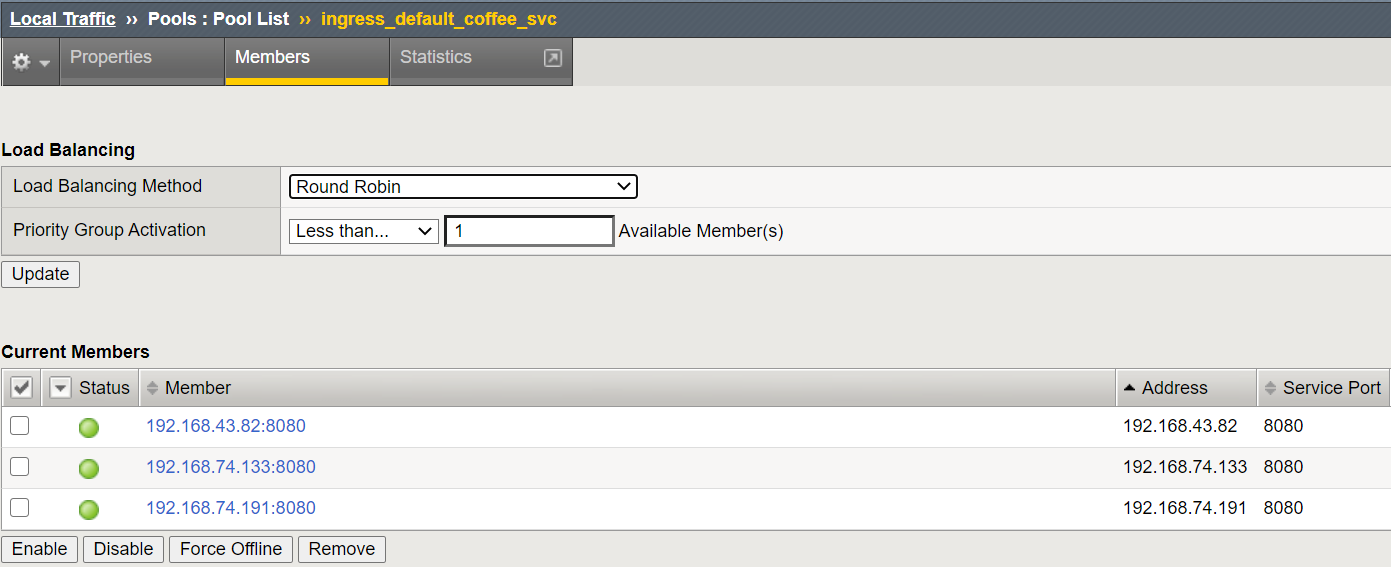 Local Traffic ›› Pools : Pool List ›› ingress_default_coffee_svc
Properties Members Statistics
Load Balancing
Load Balancing Method Round Robin
Priority Group Activation Less than... 1 Available Member(s)
Update
Current Members
Status Member Address Service Port
192.168.43.82:8080 192.168.43.82 8080
192.168.74.133:8080 192.168.74.133 8080
192.168.74.191:8080 192.168.74.191 8080
Enable Disable Force Offline Remove